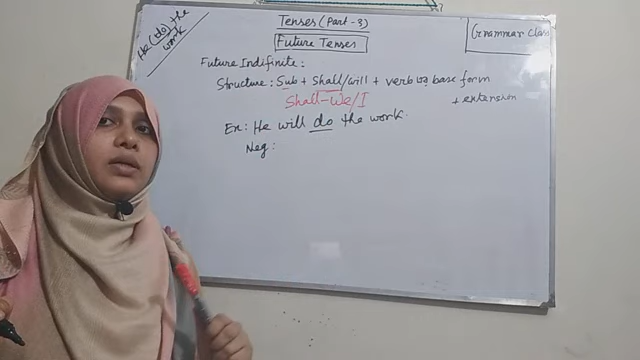 He (do) the
work
Tenses (Part-3)
Grammar Class
Future Tenses
Future Indefinite:
Structure: Sub + Shall/will + verb এর base form
+ extension
Shall-We/I
Ex: He will do the work.
Neg: